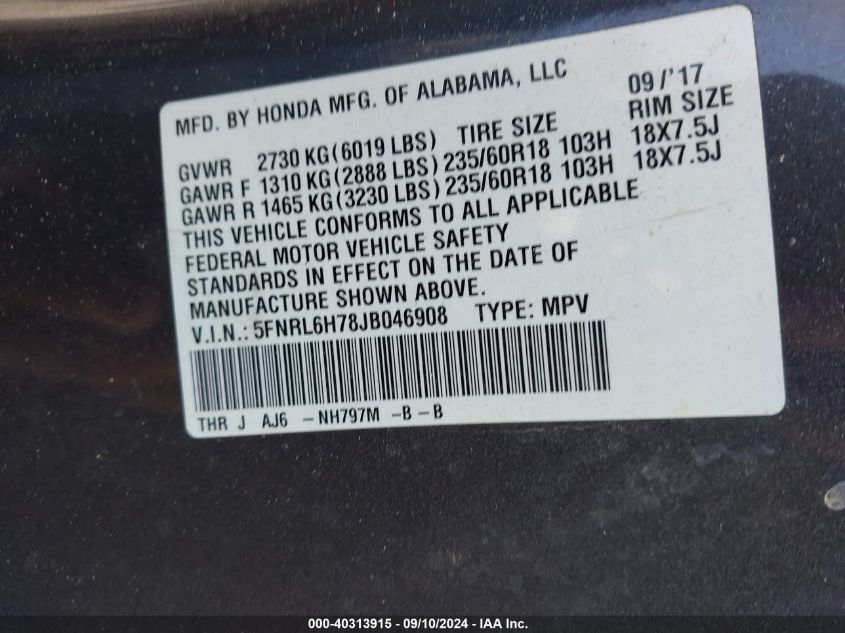 MFD. BY HONDA MFG. OF ALABAMA, LLC 09/'17
GVWR 2730 KG(6019 LBS) TIRE SIZE RIM SIZE
GAWR F 1310 KG(2888 LBS) 235/60R18 103H 18X7.5J
GAWR R 1465 KG(3230 LBS) 235/60R18 103H 18X7.5J
THIS VEHICLE CONFORMS TO ALL APPLICABLE
FEDERAL MOTOR VEHICLE SAFETY
STANDARDS IN EFFECT ON THE DATE OF
MANUFACTURE SHOWN ABOVE.
V.I.N.: 5FNRL6H78JB046908 TYPE: MPV
THR J AJ6 -NH797M -B-B
000-40313915 - 09/10/2024 - IAA Inc.